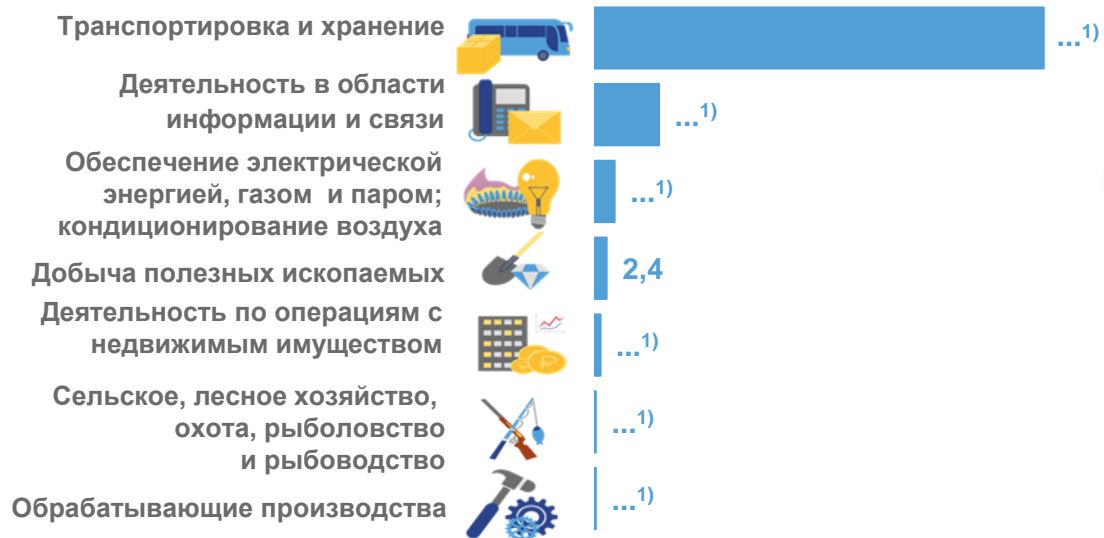 Транспортировка и хранение
...1)
Деятельность в области
информации и связи
...1)
Обеспечение электрической
энергией, газом и паром;
кондиционирование воздуха
...1)
Добыча полезных ископаемых
2,4
Деятельность по операциям с
недвижимым имуществом
...1)
Сельское, лесное хозяйство,
охота, рыболовство
и рыбоводство
...1)
Обрабатывающие производства
...1)